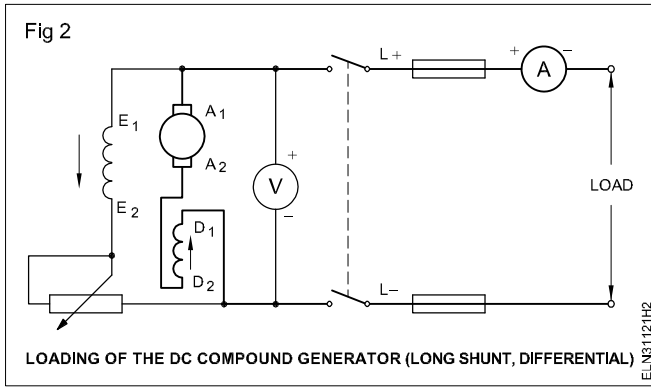 Fig 2
L+
+
−
A
E1
A1
A2
E2
+
V
−
LOAD
D1
D2
L−
LOADING OF THE DC COMPOUND GENERATOR (LONG SHUNT, DIFFERENTIAL)
ELN31121H2